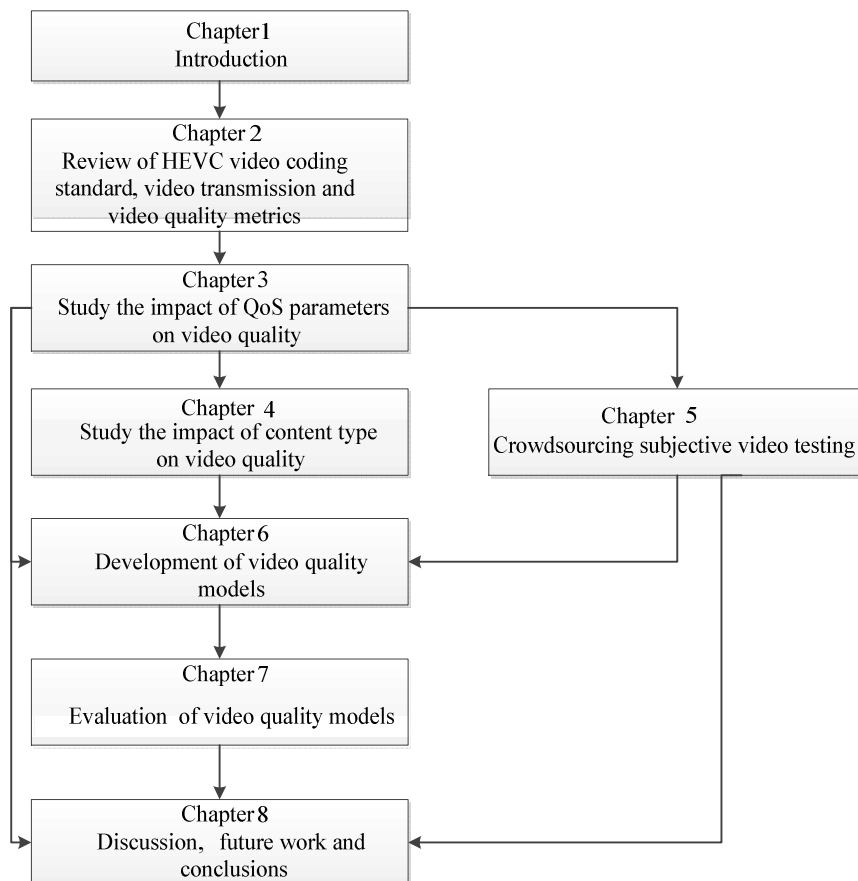 Chapter 1
Introduction
Chapter 2
Review of HEVC video coding
standard, video transmission and
video quality metrics
Chapter 3
Study the impact of QoS parameters
on video quality
Chapter 4
Study the impact of content type
on video quality
Chapter 5
Crowdsourcing subjective video testing
Chapter 6
Development of video quality
models
Chapter 7
Evaluation of video quality models
Chapter 8
Discussion, future work and
conclusions